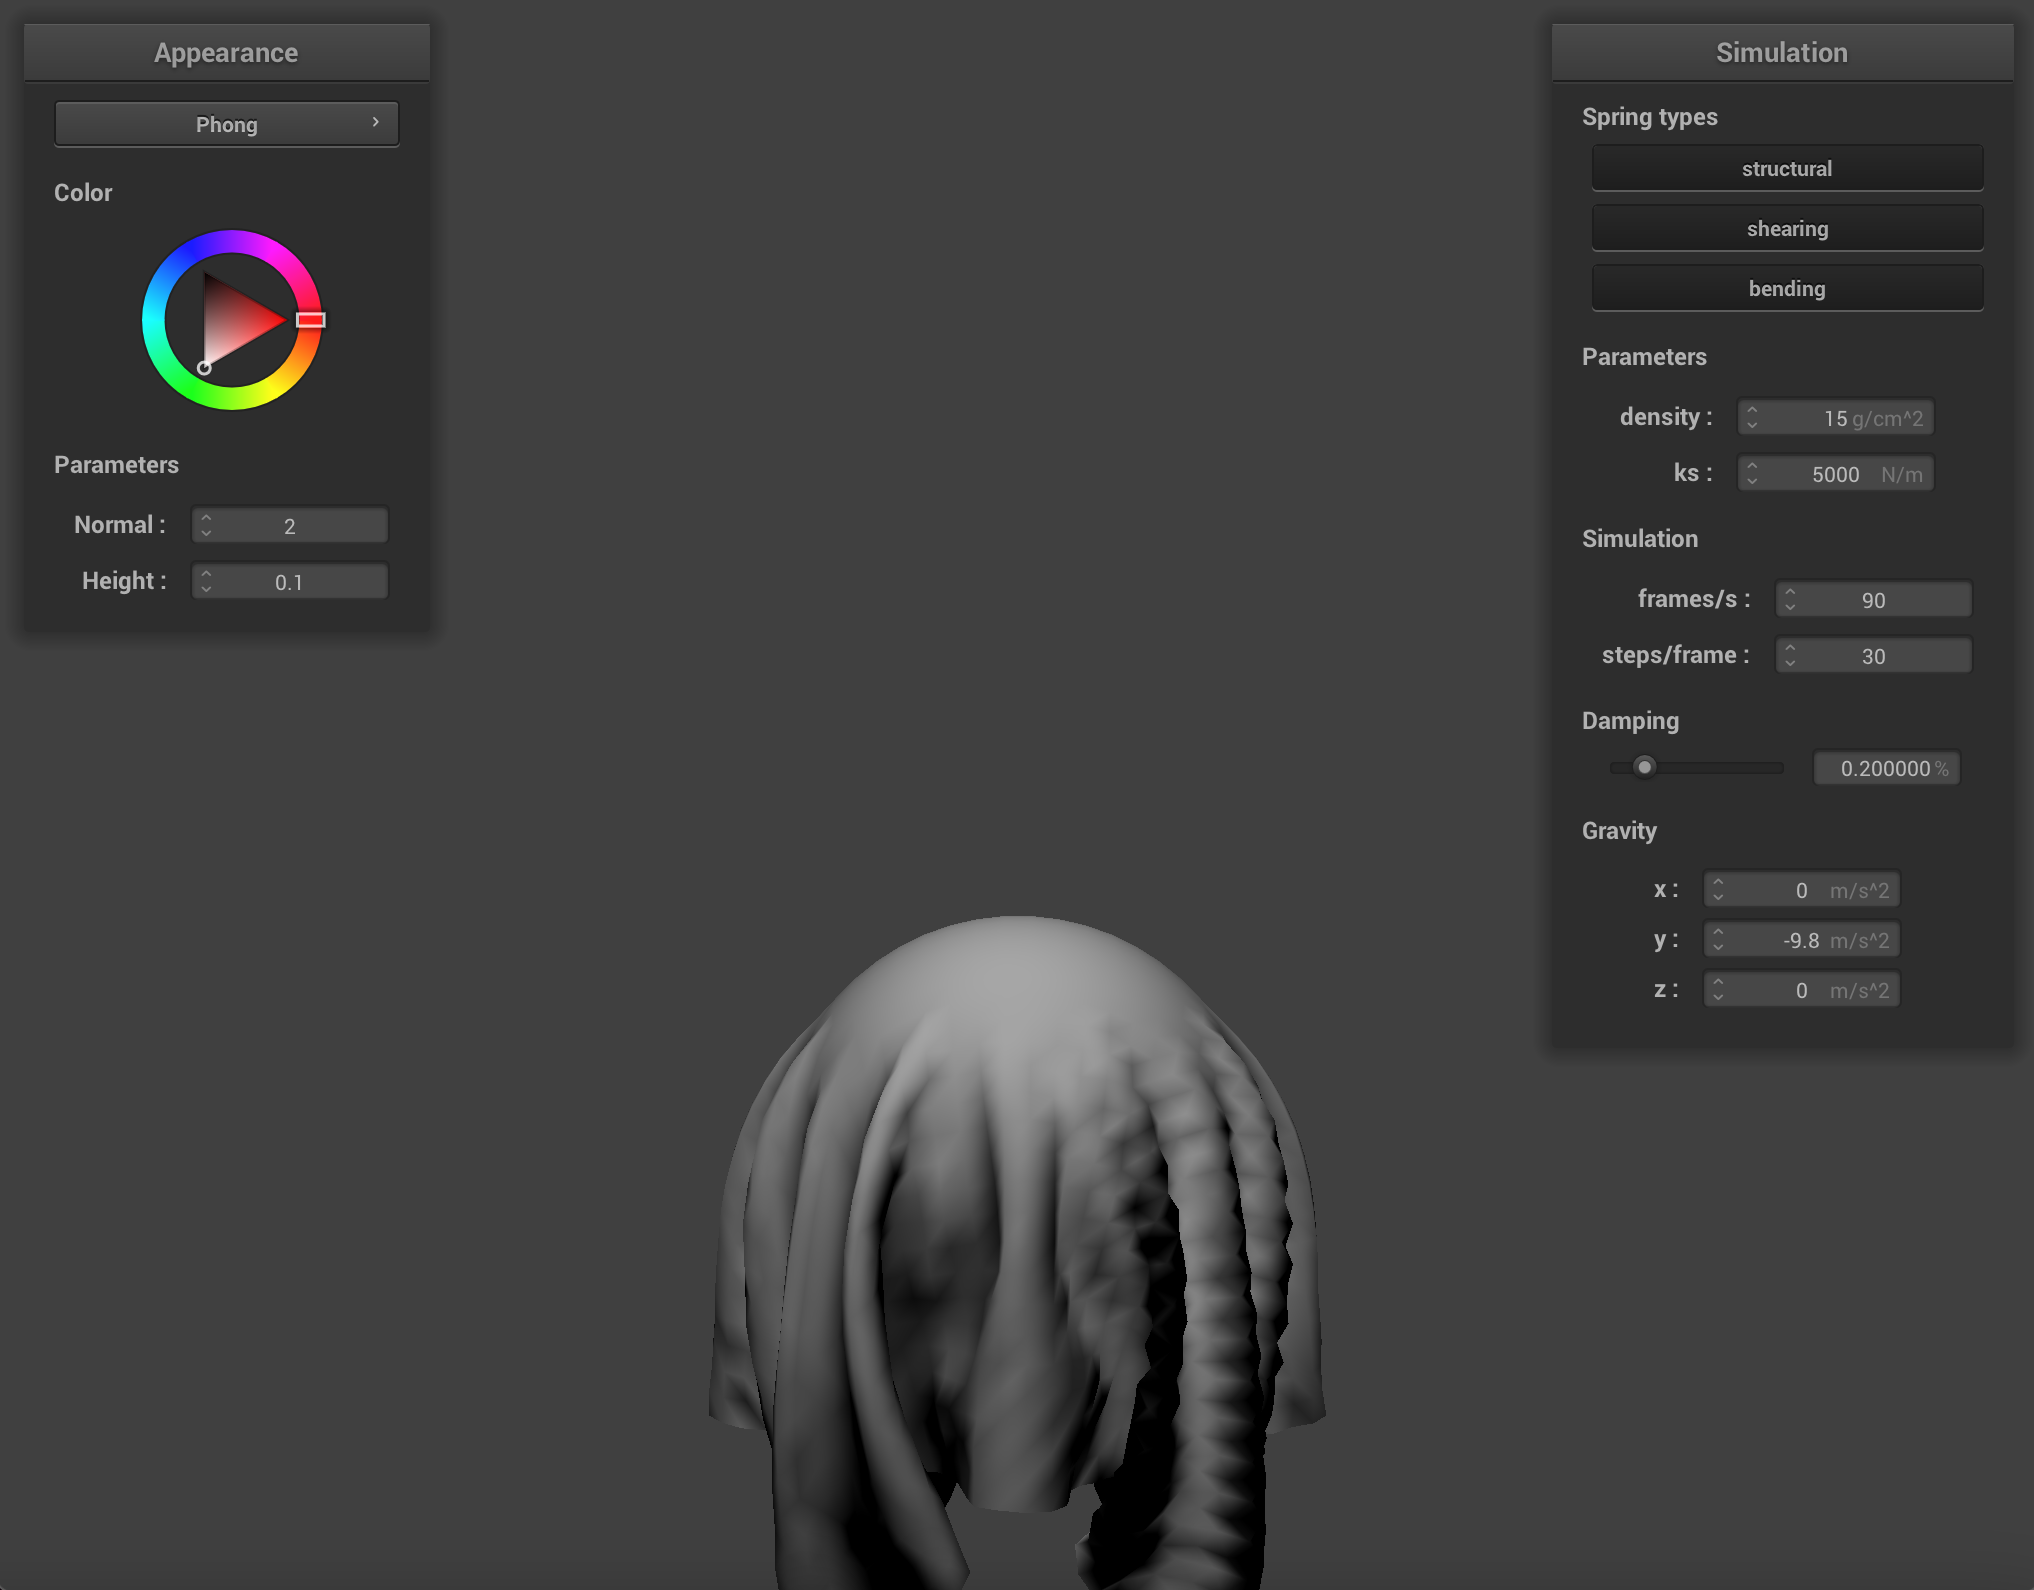 Appearance
Phong
Color
Parameters
Normal :
2
Height :
0.1
Simulation
Spring types
structural
shearing
bending
Parameters
density :
15 g/cm^2
ks :
5000 N/m
Simulation
frames/s :
90
steps/frame :
30
Damping
0.200000 %
Gravity
x :
0 m/s^2
y :
-9.8 m/s^2
z :
0 m/s^2